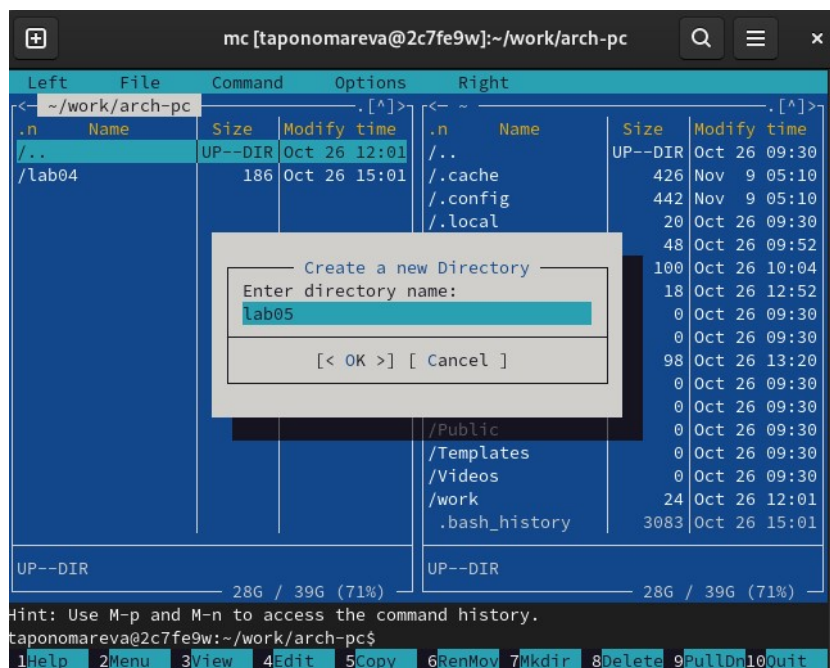 mc [taponomareva@2c7fe9w]:~/work/arch-pc
Left File Command Options Right
<— ~/work/arch-pc .[^]>
.n Name Size Modify time
/.. UP--DIR Oct 26 12:01
/lab04 186 Oct 26 15:01
<— ~ .[^]>
.n Name Size Modify time
/.. UP--DIR Oct 26 09:30
/.cache 426 Nov 9 05:10
/.config 442 Nov 9 05:10
/.local 20 Oct 26 09:30
48 Oct 26 09:52
100 Oct 26 10:04
18 Oct 26 12:52
0 Oct 26 09:30
0 Oct 26 09:30
98 Oct 26 13:20
0 Oct 26 09:30
0 Oct 26 09:30
/Public 0 Oct 26 09:30
/Templates 0 Oct 26 09:30
/Videos 0 Oct 26 09:30
/work 24 Oct 26 12:01
.bash_history 3083 Oct 26 15:01
Create a new Directory
Enter directory name:
lab05
[< OK >] [ Cancel ]
UP--DIR
28G / 39G (71%)
UP--DIR
28G / 39G (71%)
Hint: Use M-p and M-n to access the command history.
taponomareva@2c7fe9w:~/work/arch-pc$
1Help 2Menu 3View 4Edit 5Copy 6RenMov 7Mkdir 8Delete 9PullDn 10Quit